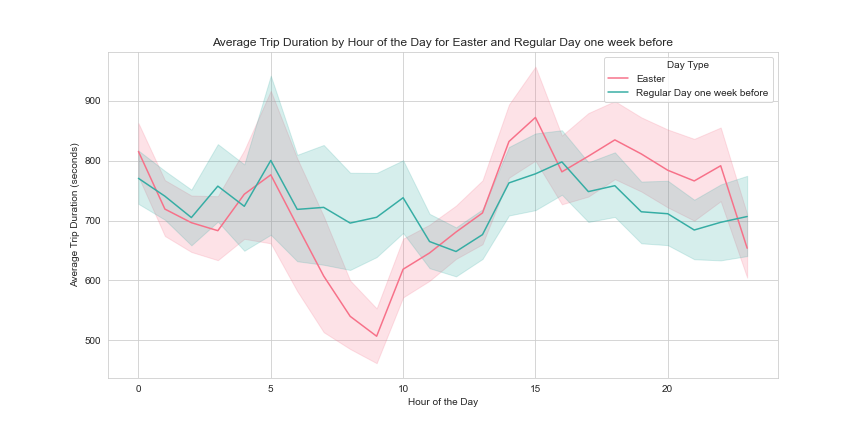 Average Trip Duration by Hour of the Day for Easter and Regular Day one week before
Day Type
Easter
Regular Day one week before
Average Trip Duration (seconds)
900
800
700
600
500
0
5
10
15
20
Hour of the Day